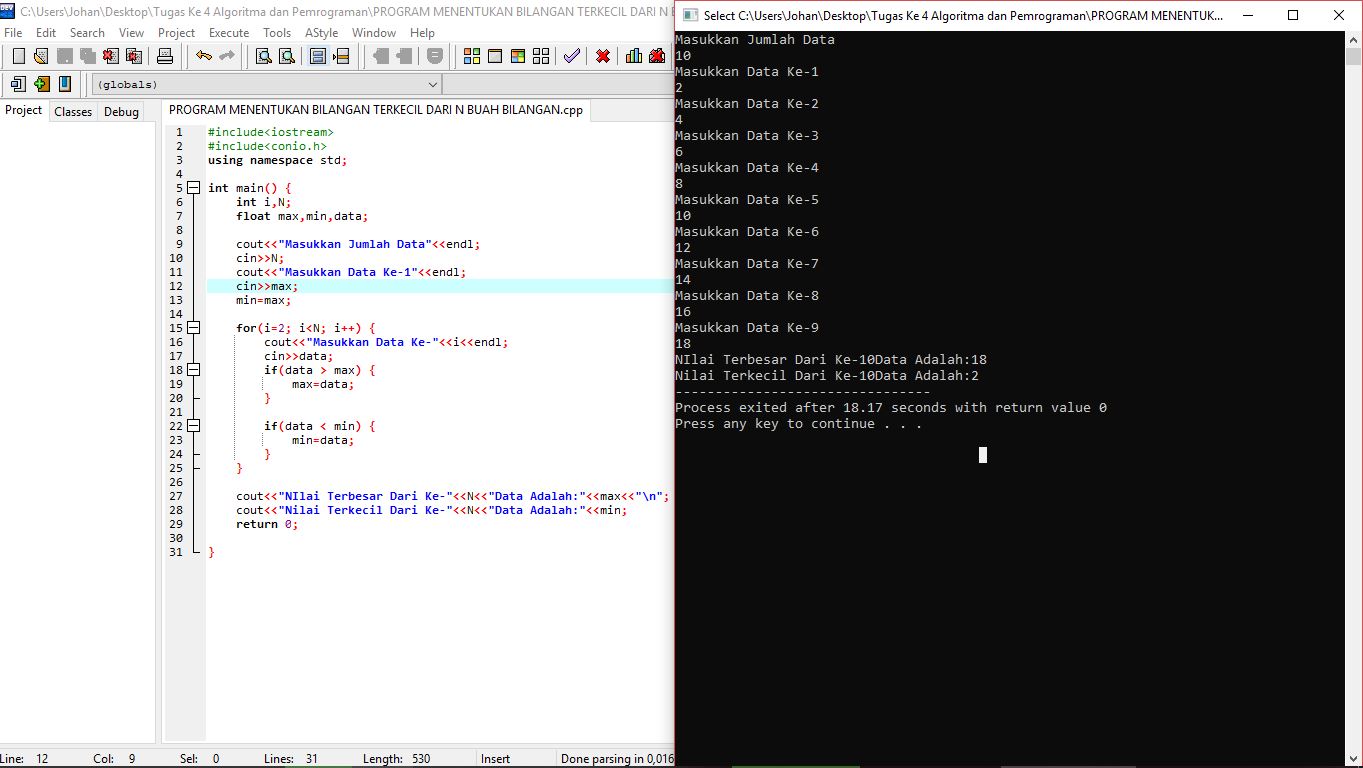 C:\Users\Johan\Desktop\Tugas Ke 4 Algoritma dan Pemrograman\PROGRAM MENENTUKAN BILANGAN TERKECIL DARI N B
File Edit Search View Project Execute Tools AStyle Window Help
(globals)
Project Classes Debug
PROGRAM MENENTUKAN BILANGAN TERKECIL DARI N BUAH BILANGAN.cpp
1 #include<iostream>
2 #include<conio.h>
3 using namespace std;
4
5 int main() {
6 int i,N;
7 float max,min,data;
8
9 cout<<"Masukkan Jumlah Data"<<endl;
10 cin>>N;
11 cout<<"Masukkan Data Ke-1"<<endl;
12 cin>>max;
13 min=max;
14
15 for(i=2; i<N; i++) {
16 cout<<"Masukkan Data Ke-"<<i<<endl;
17 cin>>data;
18 if(data > max) {
19 max=data;
20 }
21
22 if(data < min) {
23 min=data;
24 }
25 }
26
27 cout<<"NIlai Terbesar Dari Ke-"<<N<<"Data Adalah:"<<max<<"\n";
28 cout<<"Nilai Terkecil Dari Ke-"<<N<<"Data Adalah:"<<min;
29 return 0;
30
31 }
Line: 12 Col: 9 Sel: 0 Lines: 31 Length: 530 Insert Done parsing in 0,016
Select C:\Users\Johan\Desktop\Tugas Ke 4 Algoritma dan Pemrograman\PROGRAM MENENTUK...
Masukkan Jumlah Data
10
Masukkan Data Ke-1
2
Masukkan Data Ke-2
4
Masukkan Data Ke-3
6
Masukkan Data Ke-4
8
Masukkan Data Ke-5
10
Masukkan Data Ke-6
12
Masukkan Data Ke-7
14
Masukkan Data Ke-8
16
Masukkan Data Ke-9
18
NIlai Terbesar Dari Ke-10Data Adalah:18
Nilai Terkecil Dari Ke-10Data Adalah:2
--------------------------------
Process exited after 18.17 seconds with return value 0
Press any key to continue . . .